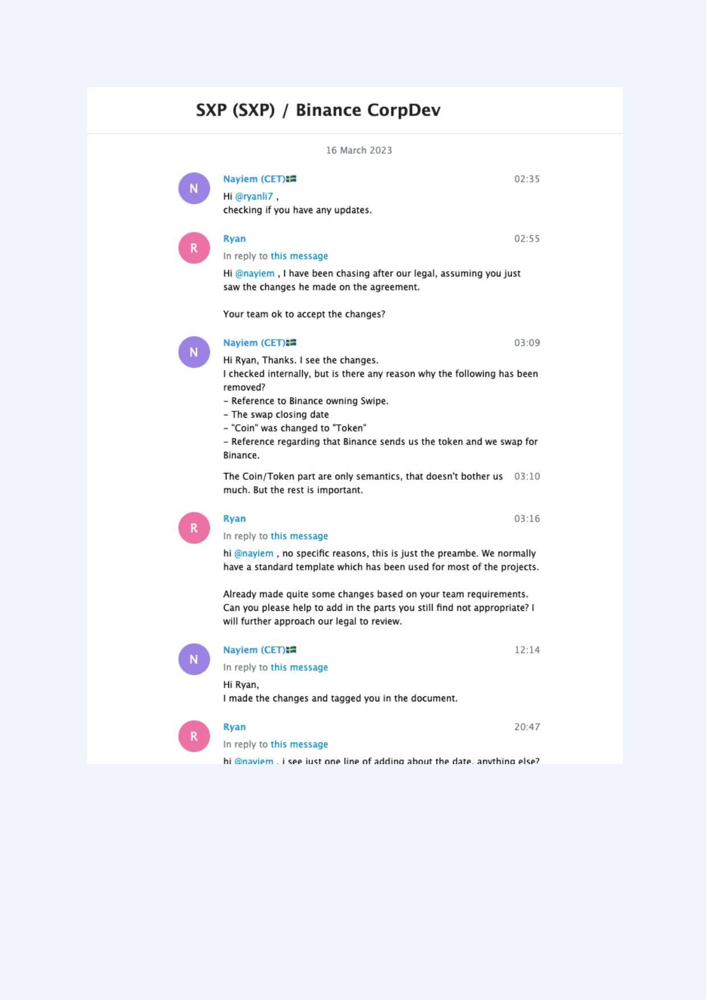 SXP (SXP) / Binance CorpDev
16 March 2023
N
Nayiem (CET)🇸🇪 02:35
Hi @ryanli7 ,
checking if you have any updates.
R
Ryan 02:55
In reply to this message
Hi @nayiem , I have been chasing after our legal, assuming you just
saw the changes he made on the agreement.
Your team ok to accept the changes?
N
Nayiem (CET)🇸🇪 03:09
Hi Ryan, Thanks. I see the changes.
I checked internally, but is there any reason why the following has been
removed?
– Reference to Binance owning Swipe.
– The swap closing date
– "Coin" was changed to "Token"
– Reference regarding that Binance sends us the token and we swap for
Binance.
The Coin/Token part are only semantics, that doesn't bother us 03:10
much. But the rest is important.
R
Ryan 03:16
In reply to this message
hi @nayiem , no specific reasons, this is just the preambe. We normally
have a standard template which has been used for most of the projects.
Already made quite some changes based on your team requirements.
Can you please help to add in the parts you still find not appropriate? I
will further approach our legal to review.
N
Nayiem (CET)🇸🇪 12:14
In reply to this message
Hi Ryan,
I made the changes and tagged you in the document.
R
Ryan 20:47
In reply to this message
hi @nayiem , i see just one line of adding about the date, anything else?